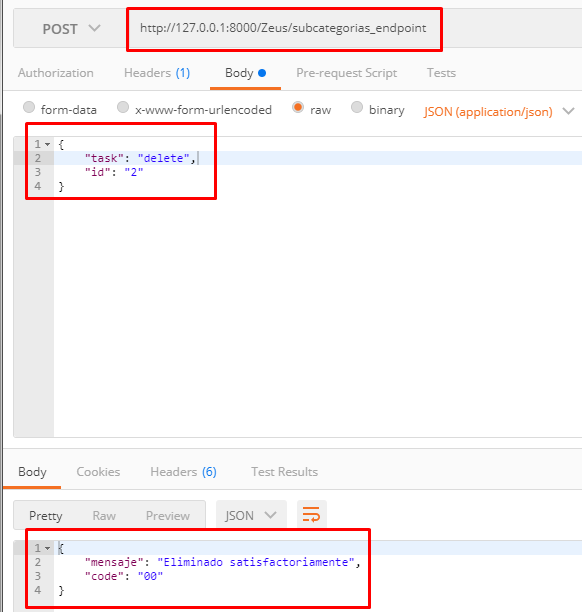 POST
http://127.0.0.1:8000/Zeus/subcategorias_endpoint
Authorization Headers (1) Body Pre-request Script Tests
form-data x-www-form-urlencoded raw binary JSON (application/json)
1 {
2 "task": "delete",
3 "id": "2"
4 }
Body Cookies Headers (6) Test Results
Pretty Raw Preview JSON
1 {
2 "mensaje": "Eliminado satisfactoriamente",
3 "code": "00"
4 }